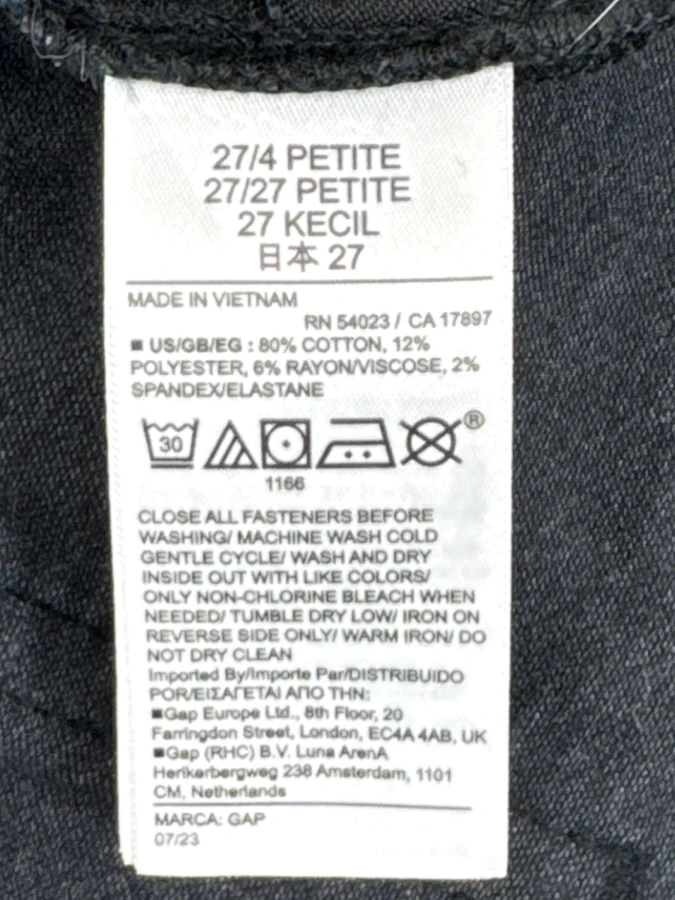 27/4 PETITE
27/27 PETITE
27 KECIL
日本 27
MADE IN VIETNAM
RN 54023 / CA 17897
■ US/GB/EG : 80% COTTON, 12%
POLYESTER, 6% RAYON/VISCOSE, 2%
SPANDEX/ELASTANE
30
®
1166
CLOSE ALL FASTENERS BEFORE
WASHING/ MACHINE WASH COLD
GENTLE CYCLE/ WASH AND DRY
INSIDE OUT WITH LIKE COLORS/
ONLY NON-CHLORINE BLEACH WHEN
NEEDED/ TUMBLE DRY LOW/ IRON ON
REVERSE SIDE ONLY/ WARM IRON/ DO
NOT DRY CLEAN
Imported By/Importe Par/DISTRIBUIDO
POR/ΕΙΣΑΓΕΤΑΙ ΑΠΟ ΤΗΝ:
■Gap Europe Ltd., 8th Floor, 20
Farringdon Street, London, EC4A 4AB, UK
■Gap (RHC) B.V. Luna ArenA
Herikerbergweg 238 Amsterdam, 1101
CM, Netherlands
MARCA: GAP
07/23